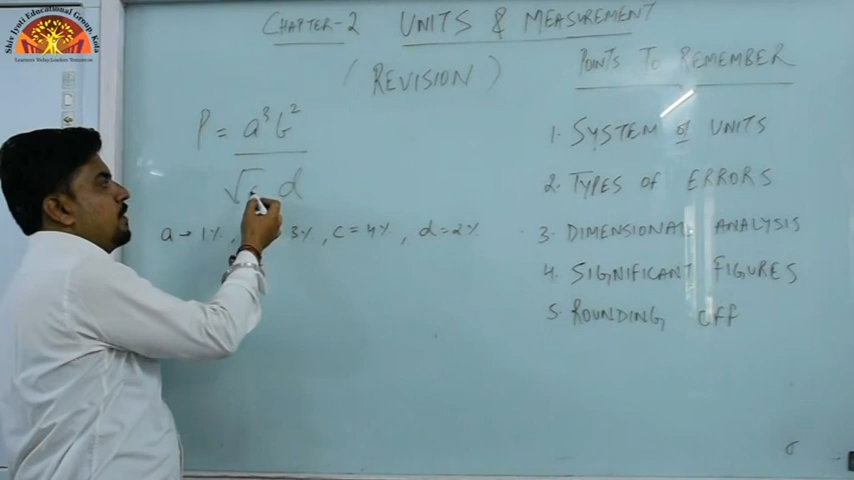 Shiv Jyoti Educational Group, Kota
Learners Today Leaders Tomorrow
CHAPTER-2 UNITS & MEASUREMENT
(REVISION)
POINTS TO REMEMBER
P = a³b²
√c d
a → 1%, 3%, c = 4%, d = 2%
1. SYSTEM of UNITS
2. TYPES OF ERRORS
3. DIMENSIONAL ANALYSIS
4. SIGNIFICANT FIGURES
5. ROUNDING OFF